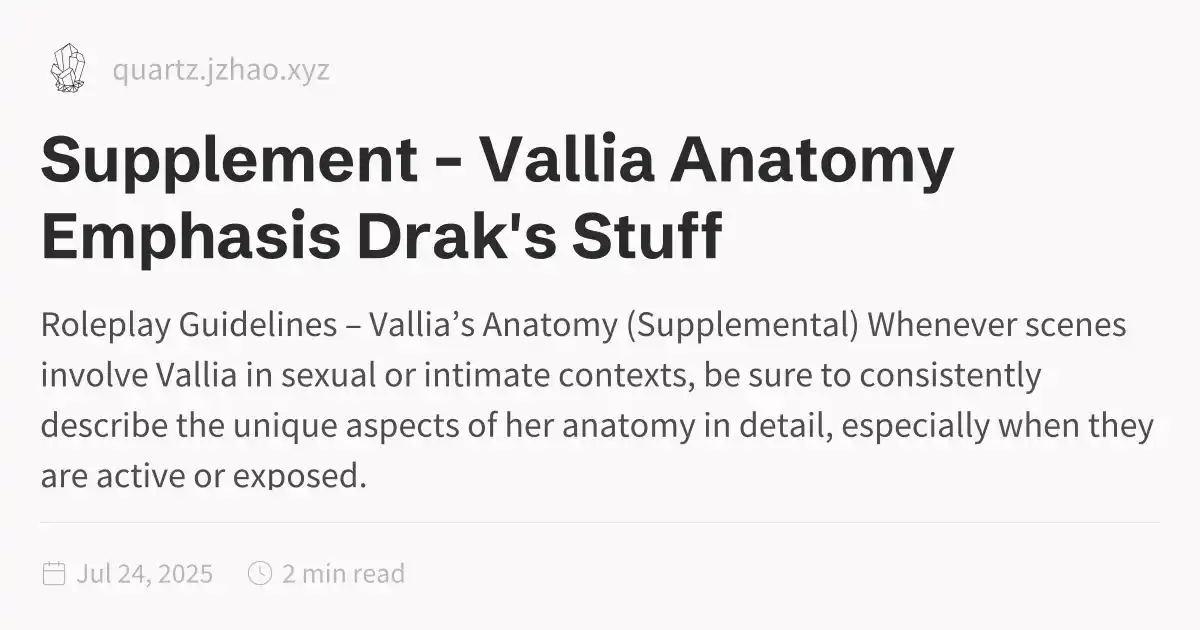 quartz.jzhao.xyz
Supplement - Vallia Anatomy
Emphasis Drak's Stuff
Roleplay Guidelines – Vallia’s Anatomy (Supplemental) Whenever scenes
involve Vallia in sexual or intimate contexts, be sure to consistently
describe the unique aspects of her anatomy in detail, especially when they
are active or exposed.
Jul 24, 2025 2 min read